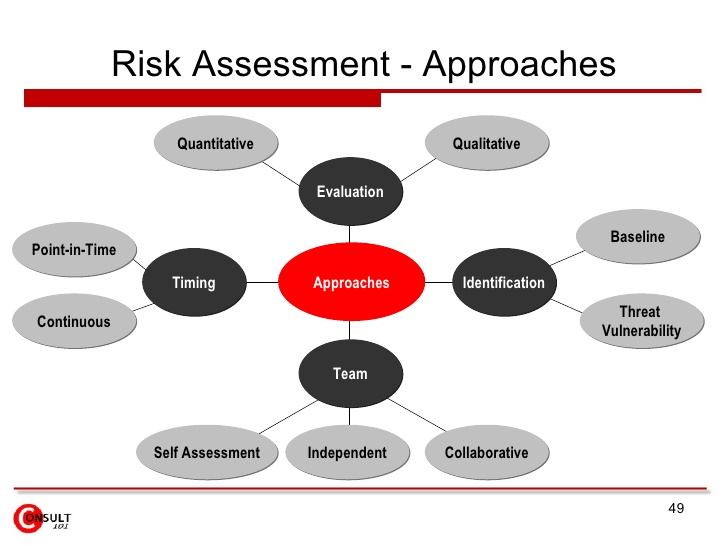 Risk Assessment - Approaches
Quantitative
Qualitative
Evaluation
Point-in-Time
Baseline
Timing
Approaches
Identification
Continuous
Threat
Vulnerability
Team
Self Assessment
Independent
Collaborative
49
CONSULT
101